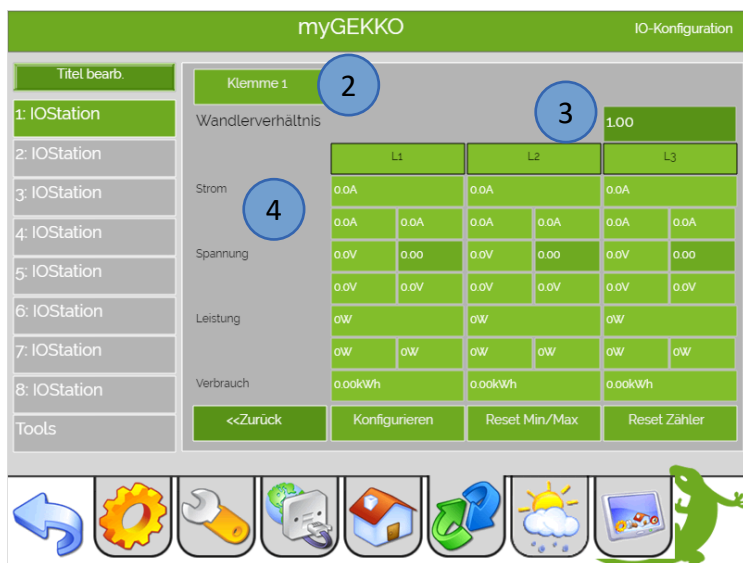 myGEKKO
IO-Konfiguration
Titel bearb.
1: IOStation
2: IOStation
3: IOStation
4: IOStation
5: IOStation
6: IOStation
7: IOStation
8: IOStation
Tools
Klemme 1
2
Wandlerverhältnis
3
1.00
L1 L2 L3
Strom 0.0A 0.0A 0.0A
4
0.0A 0.0A 0.0A 0.0A 0.0A 0.0A
Spannung 0.0V 0.00 0.0V 0.00 0.0V 0.00
0.0V 0.0V 0.0V 0.0V 0.0V 0.0V
Leistung 0W 0W 0W
0W 0W 0W 0W 0W 0W
Verbrauch 0.00kWh 0.00kWh 0.00kWh
<<Zurück Konfigurieren Reset Min/Max Reset Zähler